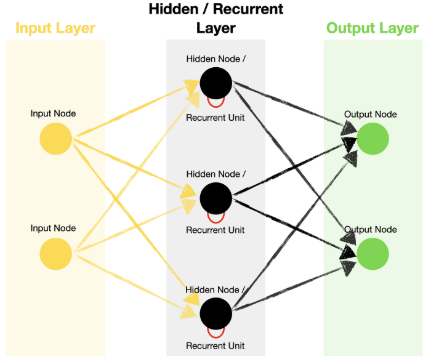 Hidden / Recurrent
Layer
Input Layer
Output Layer
Hidden Node /
Recurrent Unit
Input Node
Output Node
Hidden Node /
Recurrent Unit
Input Node
Output Node
Hidden Node /
Recurrent Unit